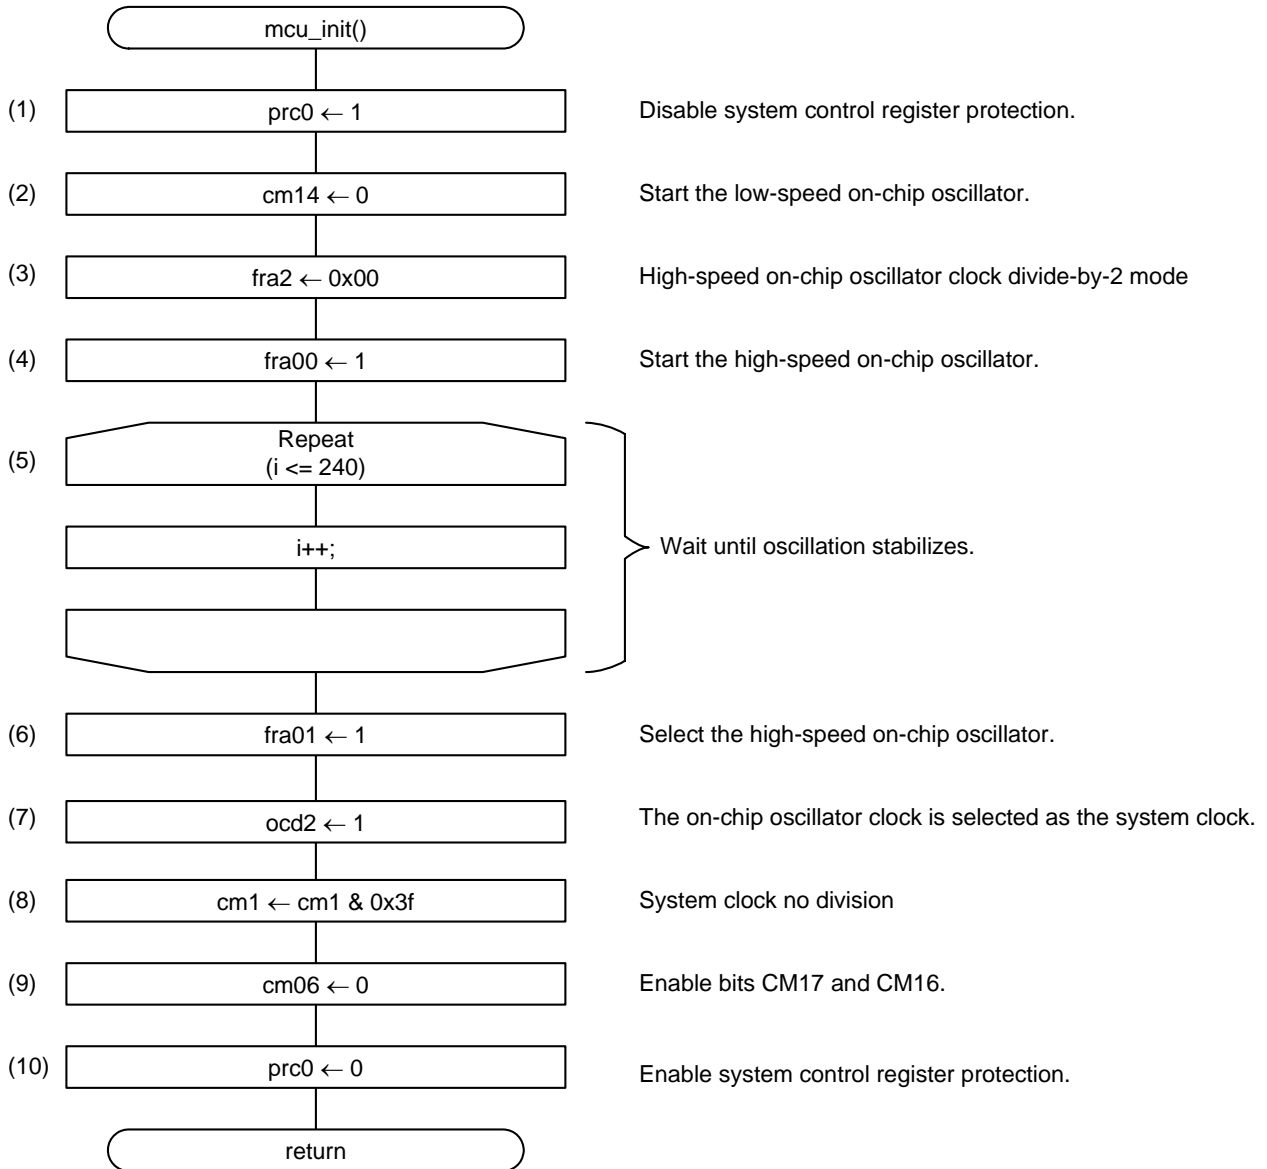 mcu_init()
(1) prc0 ← 1 Disable system control register protection.
(2) cm14 ← 0 Start the low-speed on-chip oscillator.
(3) fra2 ← 0x00 High-speed on-chip oscillator clock divide-by-2 mode
(4) fra00 ← 1 Start the high-speed on-chip oscillator.
(5) Repeat
(i <= 240)
i++; Wait until oscillation stabilizes.
(6) fra01 ← 1 Select the high-speed on-chip oscillator.
(7) ocd2 ← 1 The on-chip oscillator clock is selected as the system clock.
(8) cm1 ← cm1 & 0x3f System clock no division
(9) cm06 ← 0 Enable bits CM17 and CM16.
(10) prc0 ← 0 Enable system control register protection.
return